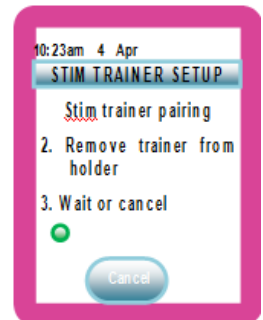 10:23am 4 Apr
STIM TRAINER SETUP
Stim trainer pairing
2. Remove trainer from
holder
3. Wait or cancel
Cancel